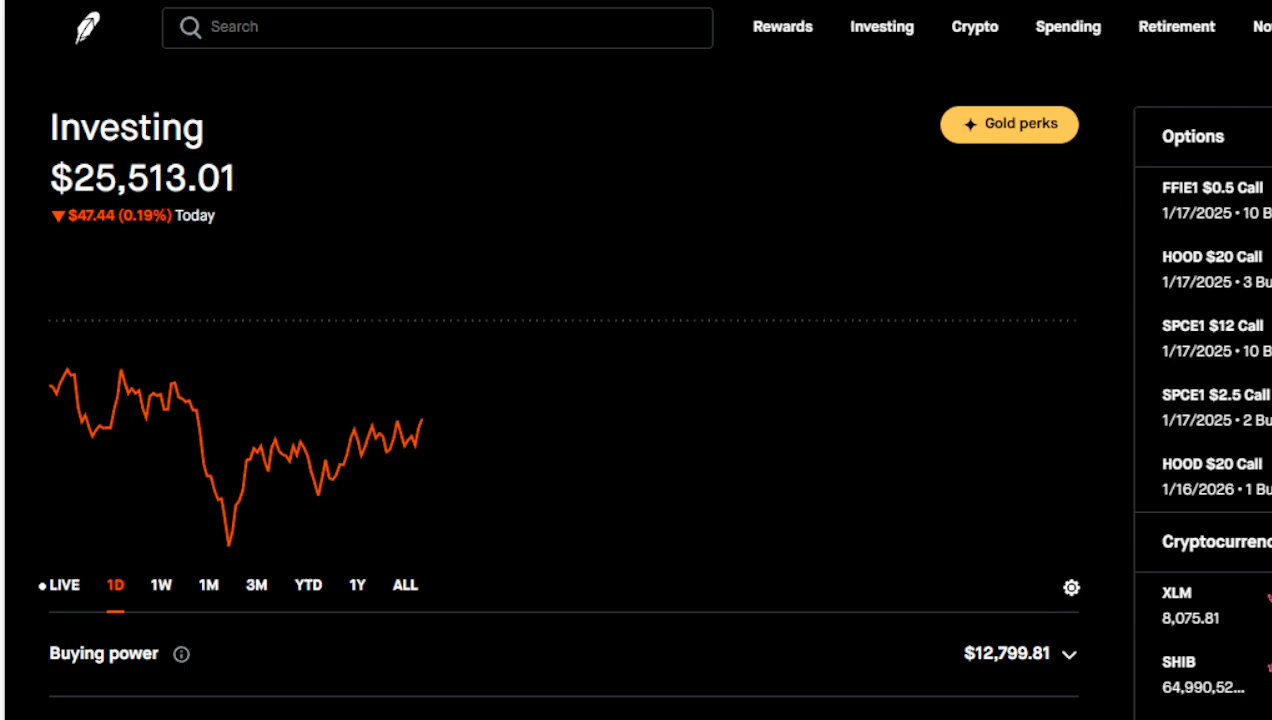 Search
Rewards
Investing
Crypto
Spending
Retirement
Investing
$25,513.01
▼ $47.44 (0.19%) Today
Gold perks
LIVE
1D
1W
1M
3M
YTD
1Y
ALL
Buying power
$12,799.81
Options
FFIE1 $0.5 Call
1/17/2025 • 10 B
HOOD $20 Call
1/17/2025 • 3 Bu
SPCE1 $12 Call
1/17/2025 • 10 B
SPCE1 $2.5 Call
1/17/2025 • 2 Bu
HOOD $20 Call
1/16/2026 • 1 Bu
Cryptocurrenc
XLM
8,075.81
SHIB
64,990,52...